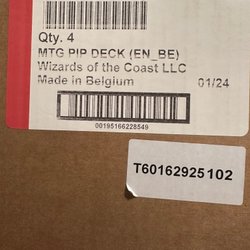 Qty. 4
MTG PIP DECK (EN_BE)
Wizards of the Coast LLC
Made in Belgium 01/24
00195166228549
T60162925102